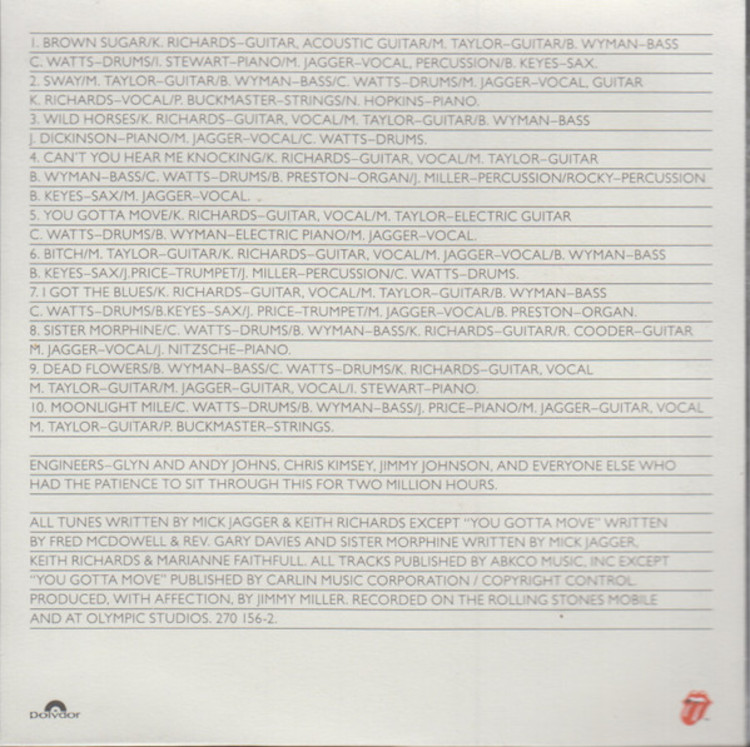 1. BROWN SUGAR/K. RICHARDS–GUITAR, ACOUSTIC GUITAR/M. TAYLOR–GUITAR/B. WYMAN–BASS
C. WATTS–DRUMS/I. STEWART–PIANO/M. JAGGER–VOCAL, PERCUSSION/B. KEYES–SAX.
2. SWAY/M. TAYLOR–GUITAR/B. WYMAN–BASS/C. WATTS–DRUMS/M. JAGGER–VOCAL, GUITAR
K. RICHARDS–VOCAL/P. BUCKMASTER–STRINGS/N. HOPKINS–PIANO.
3. WILD HORSES/K. RICHARDS–GUITAR, VOCAL/M. TAYLOR–GUITAR/B. WYMAN–BASS
J. DICKINSON–PIANO/M. JAGGER–VOCAL/C. WATTS–DRUMS.
4. CAN'T YOU HEAR ME KNOCKING/K. RICHARDS–GUITAR, VOCAL/M. TAYLOR–GUITAR
B. WYMAN–BASS/C. WATTS–DRUMS/B. PRESTON–ORGAN/J. MILLER–PERCUSSION/ROCKY–PERCUSSION
B. KEYES–SAX/M. JAGGER–VOCAL.
5. YOU GOTTA MOVE/K. RICHARDS–GUITAR, VOCAL/M. TAYLOR–ELECTRIC GUITAR
C. WATTS–DRUMS/B. WYMAN–ELECTRIC PIANO/M. JAGGER–VOCAL.
6. BITCH/M. TAYLOR–GUITAR/K. RICHARDS–GUITAR, VOCAL/M. JAGGER–VOCAL/B. WYMAN–BASS
B. KEYES–SAX/J.PRICE–TRUMPET/J. MILLER–PERCUSSION/C. WATTS–DRUMS.
7. I GOT THE BLUES/K. RICHARDS–GUITAR, VOCAL/M. TAYLOR–GUITAR/B. WYMAN–BASS
C. WATTS–DRUMS/B.KEYES–SAX/J. PRICE–TRUMPET/M. JAGGER–VOCAL/B. PRESTON–ORGAN.
8. SISTER MORPHINE/C. WATTS–DRUMS/B. WYMAN–BASS/K. RICHARDS–GUITAR/R. COODER–GUITAR
M. JAGGER–VOCAL/J. NITZSCHE–PIANO.
9. DEAD FLOWERS/B. WYMAN–BASS/C. WATTS–DRUMS/K. RICHARDS–GUITAR, VOCAL
M. TAYLOR–GUITAR/M. JAGGER–GUITAR, VOCAL/I. STEWART–PIANO.
10. MOONLIGHT MILE/C. WATTS–DRUMS/B. WYMAN–BASS/J. PRICE–PIANO/M. JAGGER–GUITAR, VOCAL
M. TAYLOR–GUITAR/P. BUCKMASTER–STRINGS.
ENGINEERS–GLYN AND ANDY JOHNS, CHRIS KIMSEY, JIMMY JOHNSON, AND EVERYONE ELSE WHO
HAD THE PATIENCE TO SIT THROUGH THIS FOR TWO MILLION HOURS.
ALL TUNES WRITTEN BY MICK JAGGER & KEITH RICHARDS EXCEPT "YOU GOTTA MOVE" WRITTEN
BY FRED MCDOWELL & REV. GARY DAVIES AND SISTER MORPHINE WRITTEN BY MICK JAGGER,
KEITH RICHARDS & MARIANNE FAITHFULL. ALL TRACKS PUBLISHED BY ABKCO MUSIC, INC EXCEPT
"YOU GOTTA MOVE" PUBLISHED BY CARLIN MUSIC CORPORATION / COPYRIGHT CONTROL.
PRODUCED, WITH AFFECTION, BY JIMMY MILLER. RECORDED ON THE ROLLING STONES MOBILE
AND AT OLYMPIC STUDIOS. 270 156-2.
Polydor